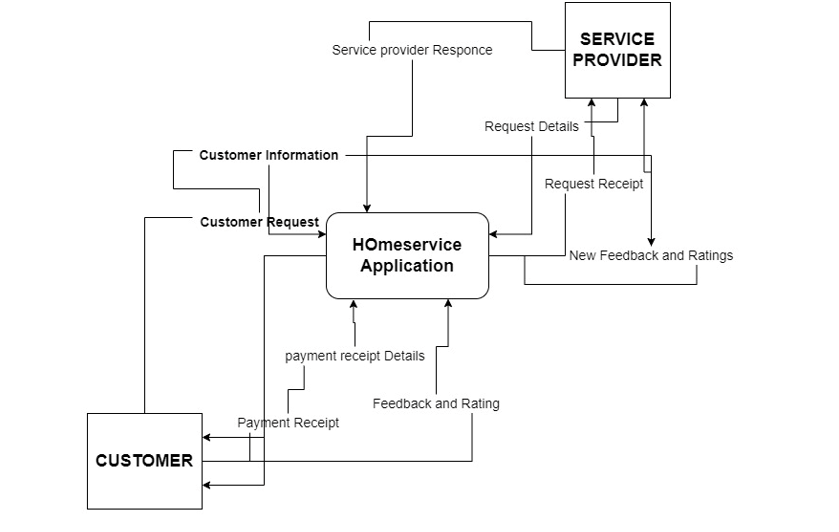 SERVICE
PROVIDER
Service provider Responce
Request Details
Customer Information
Request Receipt
Customer Request
HOmeservice
Application
New Feedback and Ratings
payment receipt Details
Feedback and Rating
Payment Receipt
CUSTOMER